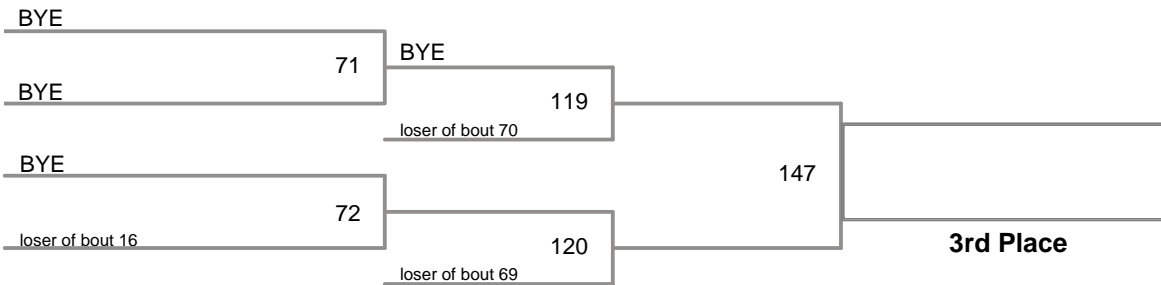 BYE
BYE
71
BYE
119
loser of bout 70
BYE
147
72
loser of bout 16
120
3rd Place
loser of bout 69